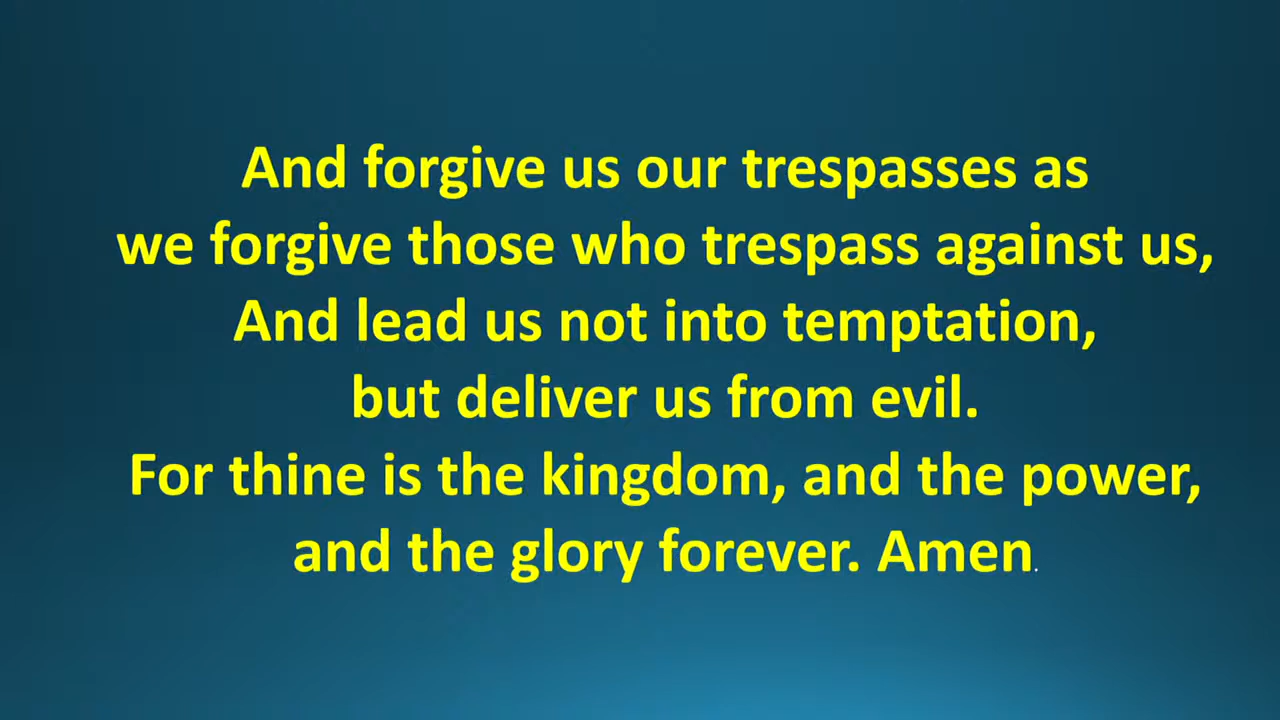 And forgive us our trespasses as
we forgive those who trespass against us,
And lead us not into temptation,
but deliver us from evil.
For thine is the kingdom, and the power,
and the glory forever. Amen.